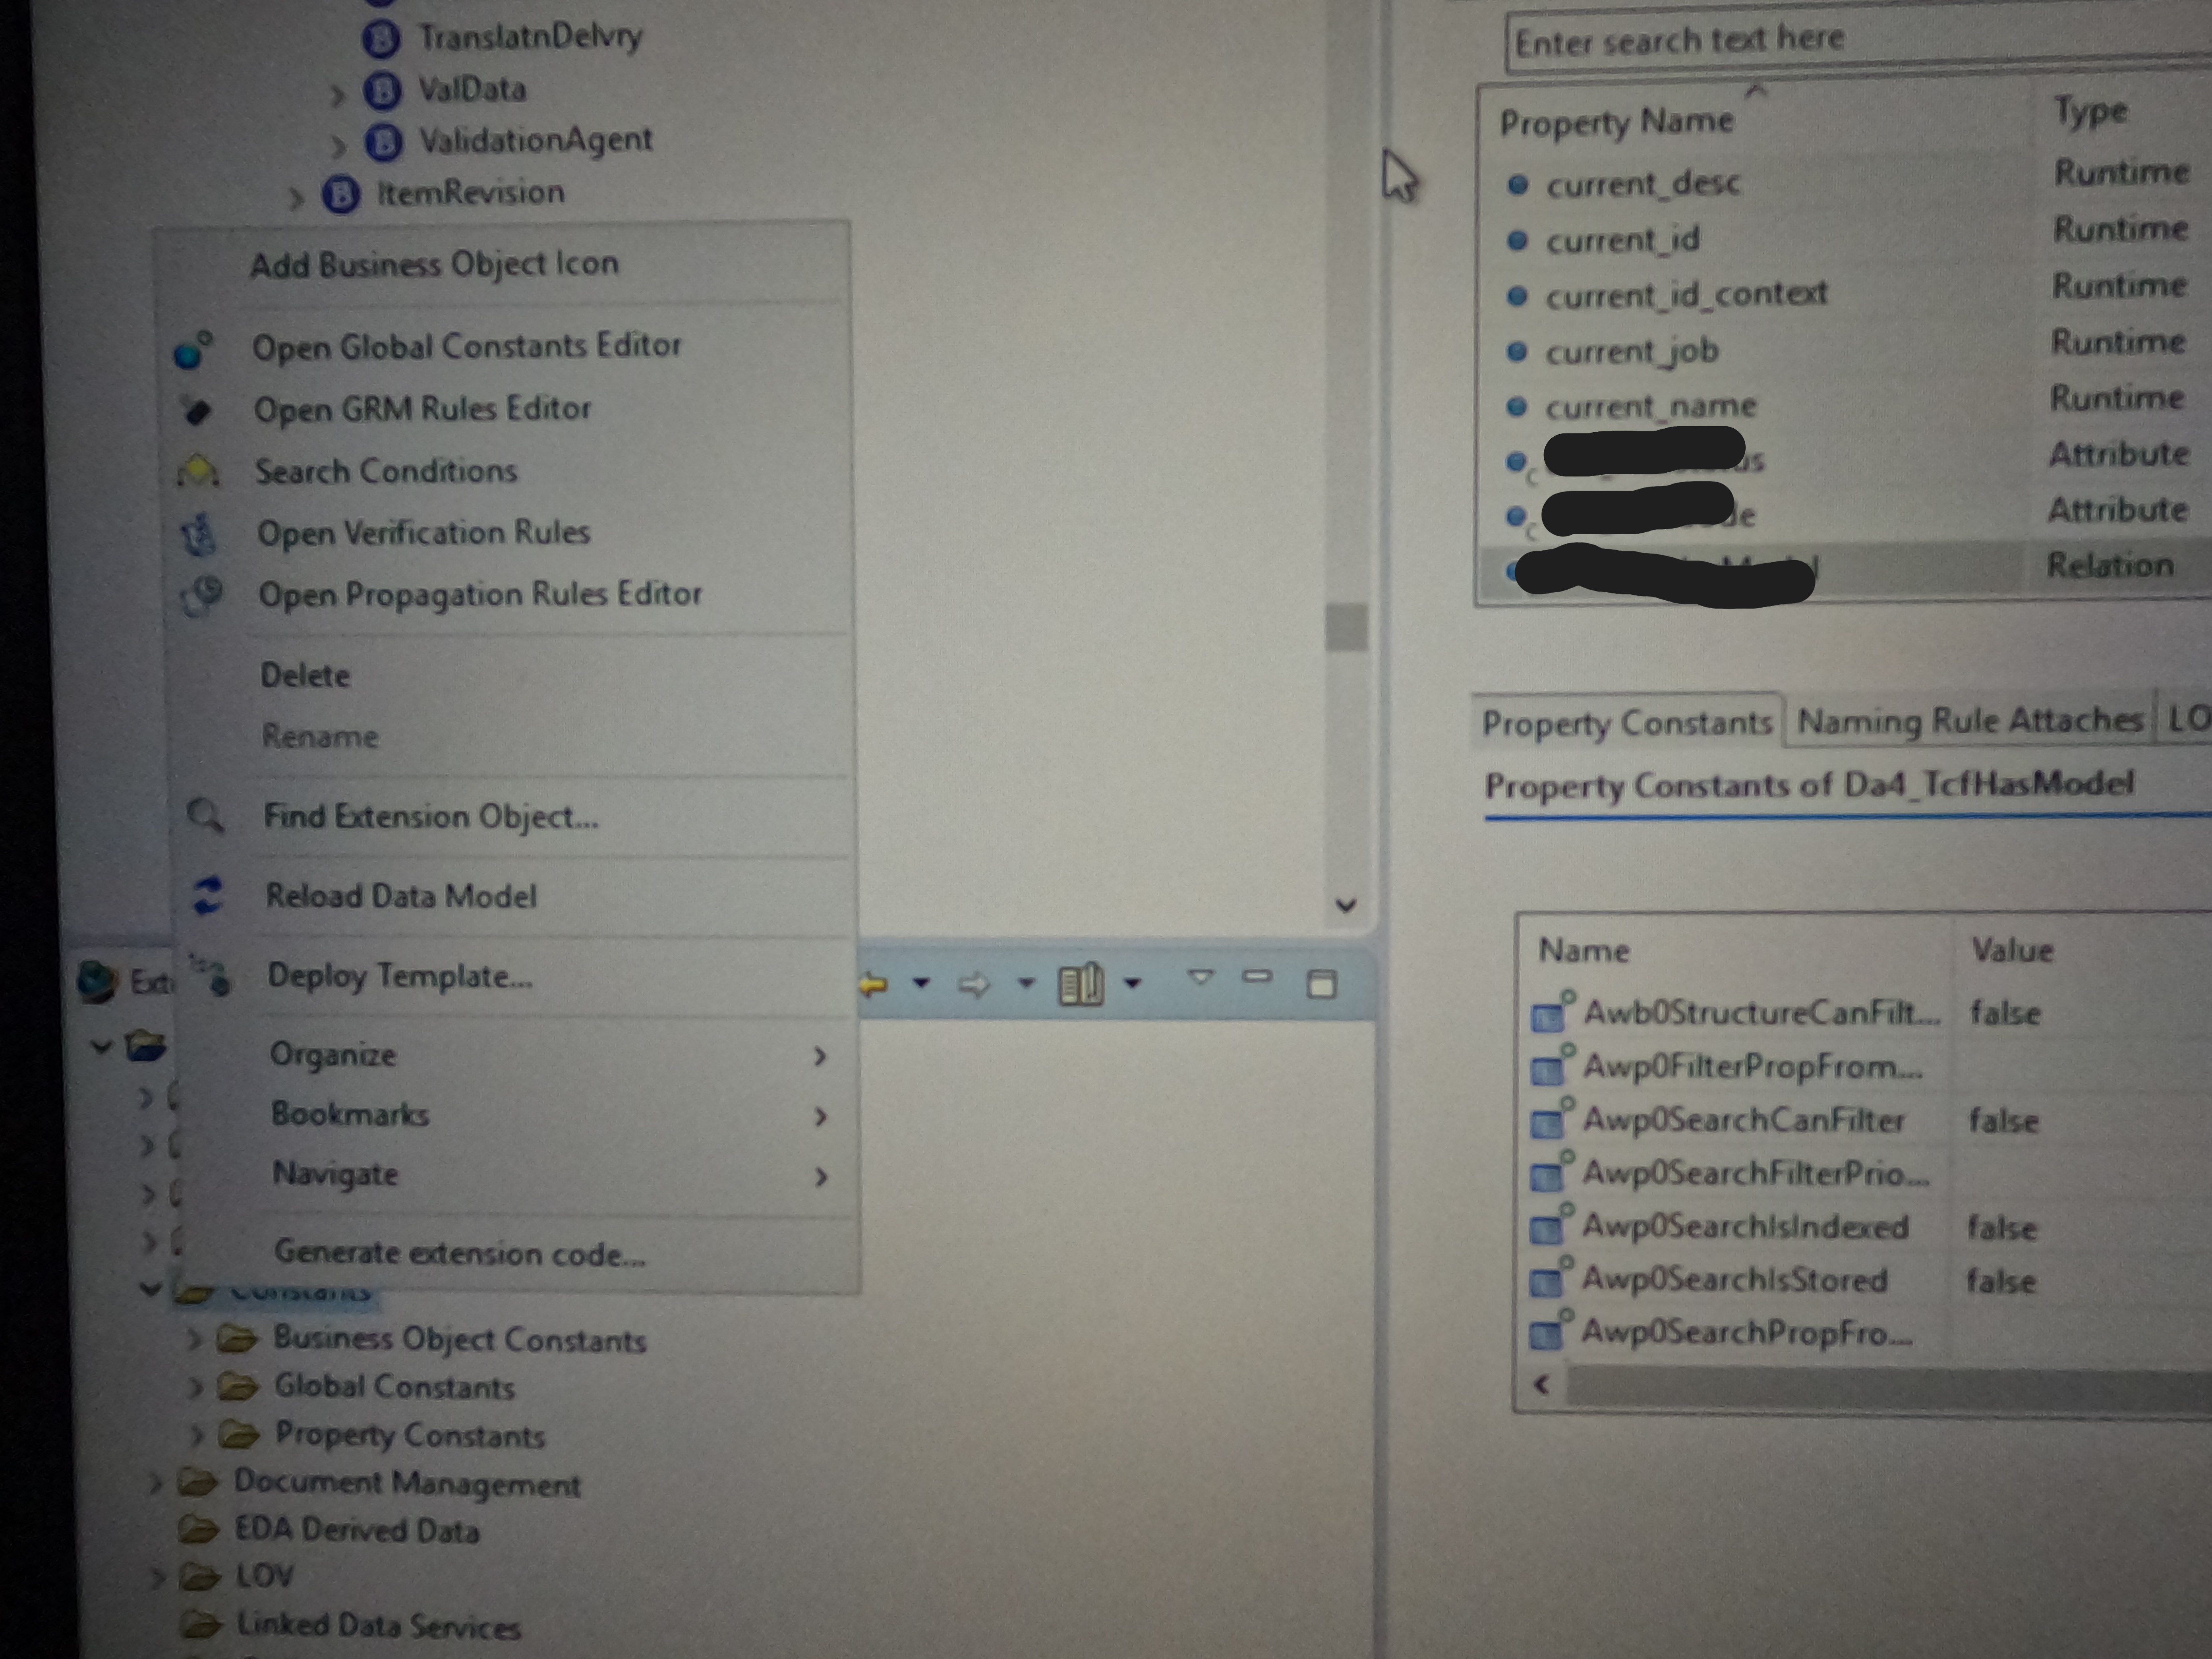 TranslatnDelvry
ValData
ValidationAgent
ItemRevision
Add Business Object Icon
Open Global Constants Editor
Open GRM Rules Editor
Search Conditions
Open Verification Rules
Open Propagation Rules Editor
Delete
Rename
Find Extension Object...
Reload Data Model
Deploy Template...
Organize
Bookmarks
Navigate
Generate extension code...
Ext
Constants
Business Object Constants
Global Constants
Property Constants
Document Management
EDA Derived Data
LOV
Linked Data Services
Enter search text here
Property Name Type
current_desc Runtime
current_id Runtime
current_id_context Runtime
current_job Runtime
current_name Runtime
Attribute
Attribute
Relation
Property Constants Naming Rule Attaches LO
Property Constants of Da4_TcfHasModel
Name Value
Awb0StructureCanFilt... false
Awp0FilterPropFrom...
Awp0SearchCanFilter false
Awp0SearchFilterPrio...
Awp0SearchIsIndexed false
Awp0SearchIsStored false
Awp0SearchPropFro...